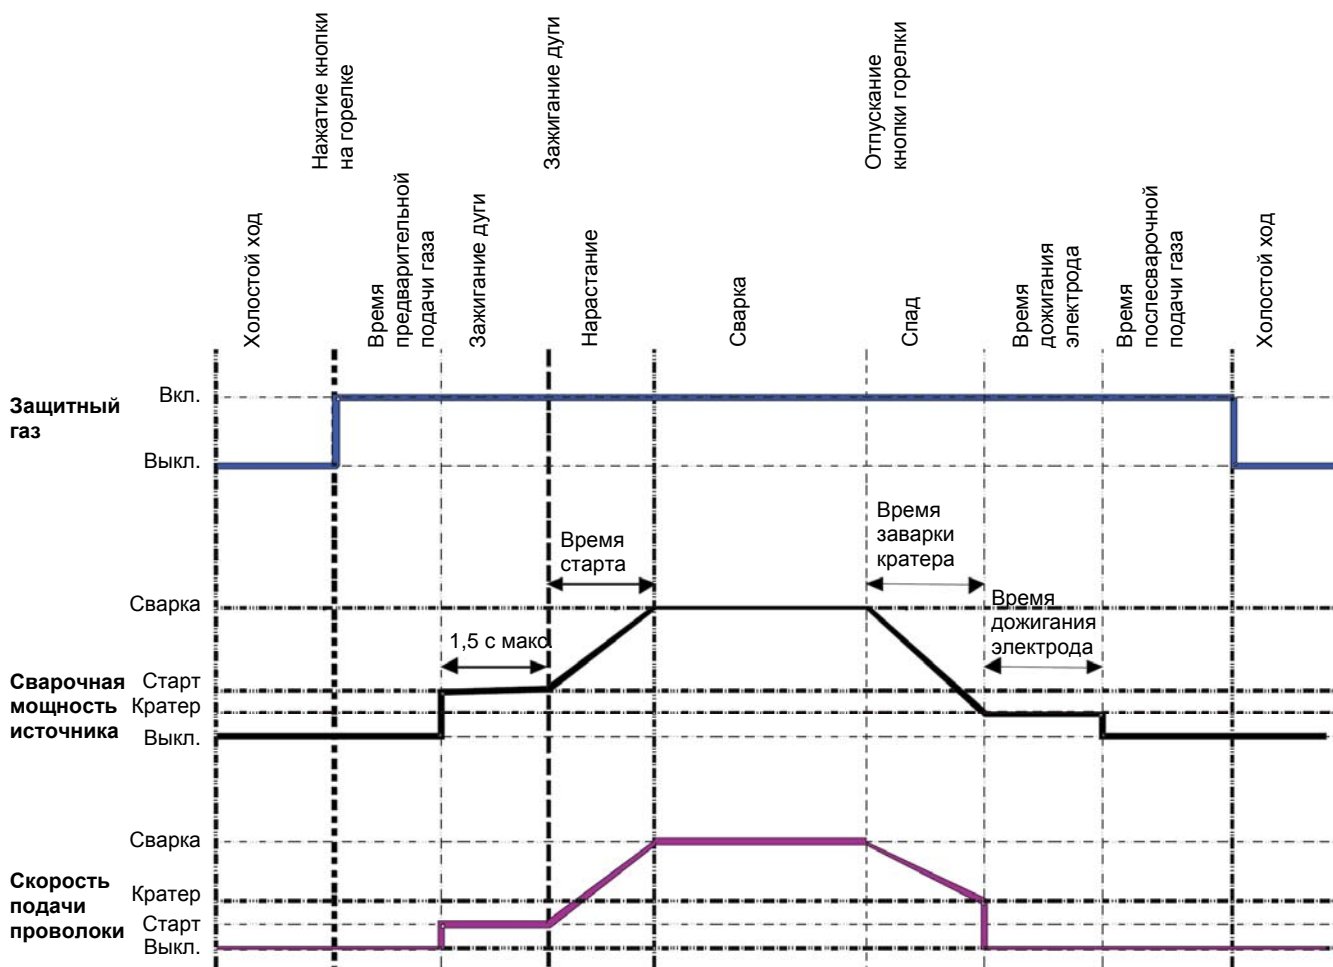 Нажатие кнопки
на горелке
Зажигание дуги
Отпускание
кнопки горелки
Холостой ход
Время
предварительной
подачи газа
Зажигание дуги
Нарастание
Сварка
Спад
Время
дожигания
электрода
Время
послесварочной
подачи газа
Холостой ход
Защитный
газ
Вкл.
Выкл.
Время
старта
Время
заварки
кратера
Время
дожигания
электрода
1,5 с макс
Сварочная
мощность
источника
Сварка
Старт
Кратер
Выкл.
Скорость
подачи
проволоки
Сварка
Кратер
Старт
Выкл.